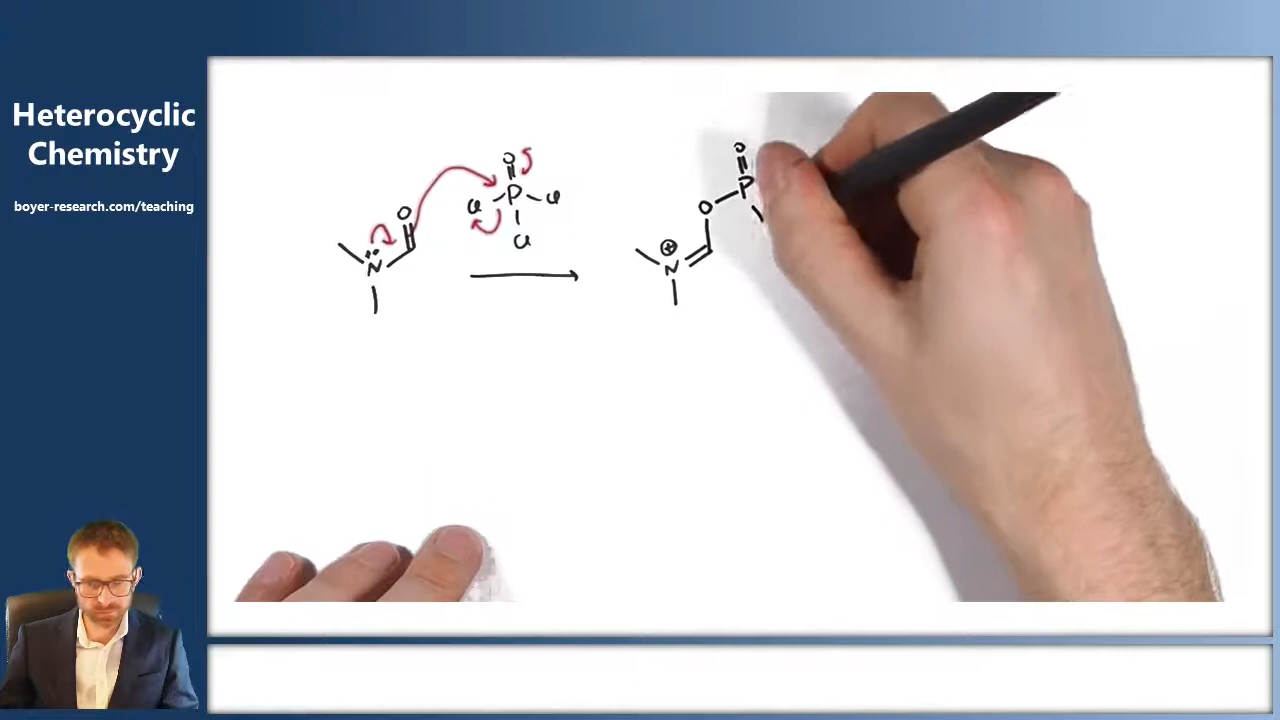 Heterocyclic
Chemistry
boyer-research.com/teaching
O
O P
Cl Cl
O Cl
N
O
P
O
⊕
N